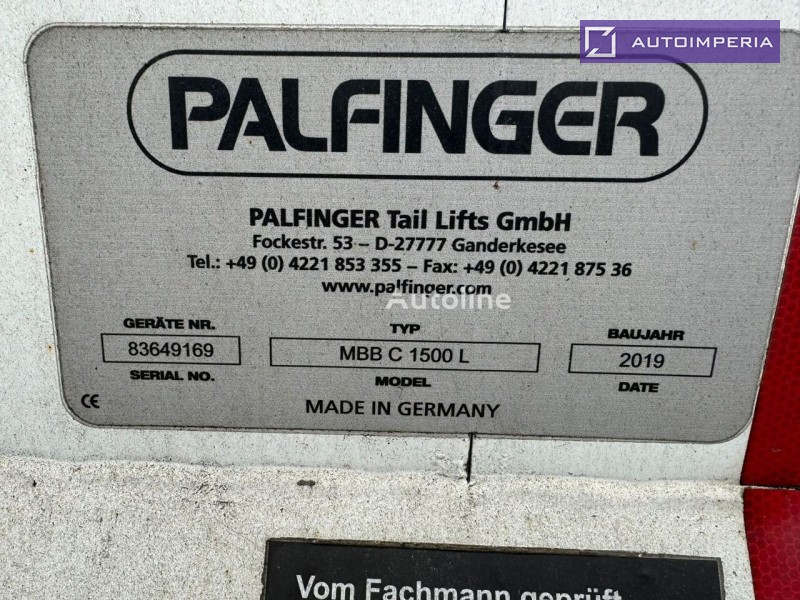 AUTOIMPERIA
PALFINGER
PALFINGER Tail Lifts GmbH
Fockestr. 53 – D-27777 Ganderkesee
Tel.: +49 (0) 4221 853 355 – Fax: +49 (0) 4221 875 36
www.palfinger.com
Autoline
GERÄTE NR. TYP BAUJAHR
83649169 MBB C 1500 L 2019
SERIAL NO. MODEL DATE
CE MADE IN GERMANY
Vom Fachmann geprüft